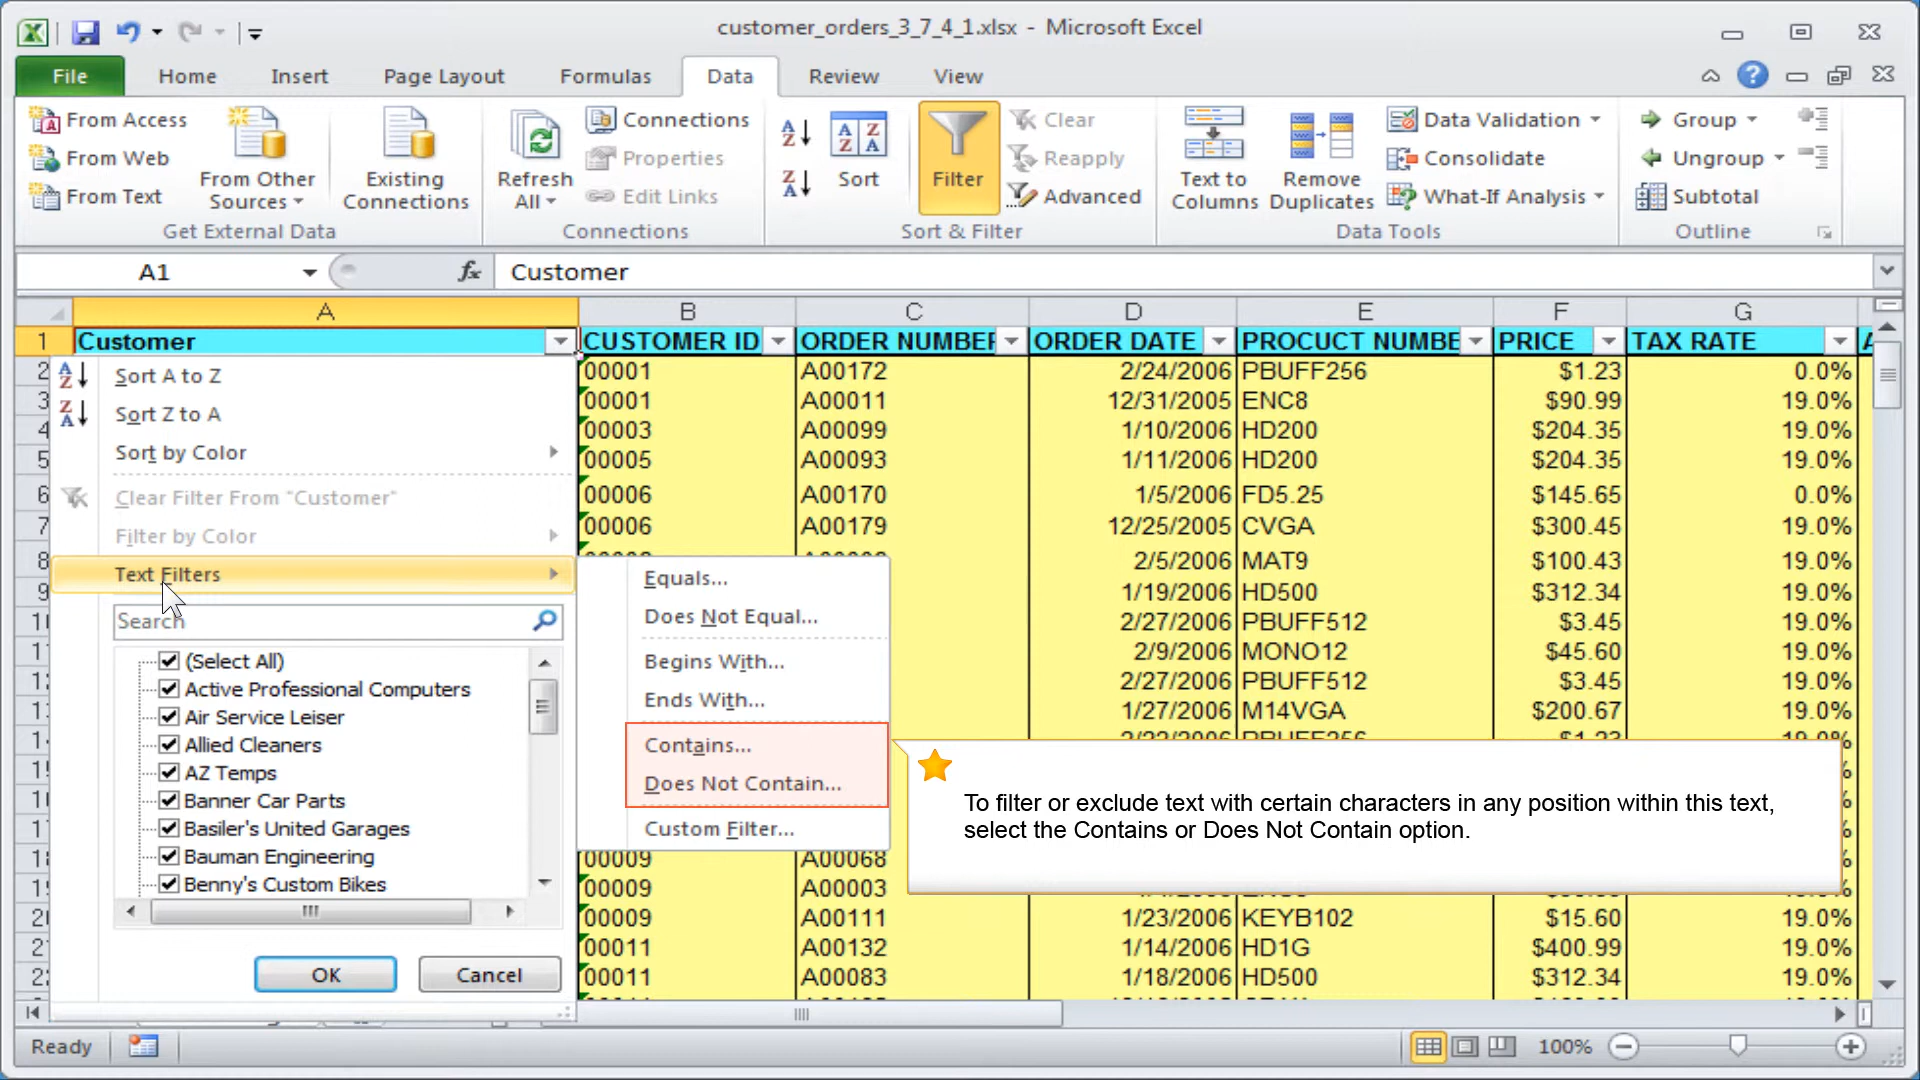 customer_orders_3_7_4_1.xlsx - Microsoft Excel
File Home Insert Page Layout Formulas Data Review View
From Access
From Web
From Text
From Other Sources
Existing Connections
Get External Data
Refresh All
Connections
Properties
Edit Links
Connections
Sort
Filter
Clear
Reapply
Advanced
Sort & Filter
Text to Columns
Remove Duplicates
Data Validation
Consolidate
What-If Analysis
Data Tools
Group
Ungroup
Subtotal
Outline
A1 fx Customer
A B C D E F G
1 Customer CUSTOMER ID ORDER NUMBER ORDER DATE PROCUCT NUMBE PRICE TAX RATE
2 00001 A00172 2/24/2006 PBUFF256 $1.23 0.0%
3 00001 A00011 12/31/2005 ENC8 $90.99 19.0%
4 00003 A00099 1/10/2006 HD200 $204.35 19.0%
5 00005 A00093 1/11/2006 HD200 $204.35 19.0%
6 00006 A00170 1/5/2006 FD5.25 $145.65 0.0%
7 00006 A00179 12/25/2005 CVGA $300.45 19.0%
8 2/5/2006 MAT9 $100.43 19.0%
9 1/19/2006 HD500 $312.34 19.0%
2/27/2006 PBUFF512 $3.45 19.0%
2/9/2006 MONO12 $45.60 19.0%
2/27/2006 PBUFF512 $3.45 19.0%
1/27/2006 M14VGA $200.67 19.0%
00009 A00068
00009 A00003
00009 A00111 1/23/2006 KEYB102 $15.60 19.0%
00011 A00132 1/14/2006 HD1G $400.99 19.0%
00011 A00083 1/18/2006 HD500 $312.34 19.0%
Sort A to Z
Sort Z to A
Sort by Color
Clear Filter From "Customer"
Filter by Color
Text Filters
Search
(Select All)
Active Professional Computers
Air Service Leiser
Allied Cleaners
AZ Temps
Banner Car Parts
Basiler's United Garages
Bauman Engineering
Benny's Custom Bikes
OK Cancel
Equals...
Does Not Equal...
Begins With...
Ends With...
Contains...
Does Not Contain...
Custom Filter...
To filter or exclude text with certain characters in any position within this text,
select the Contains or Does Not Contain option.
Ready 100%